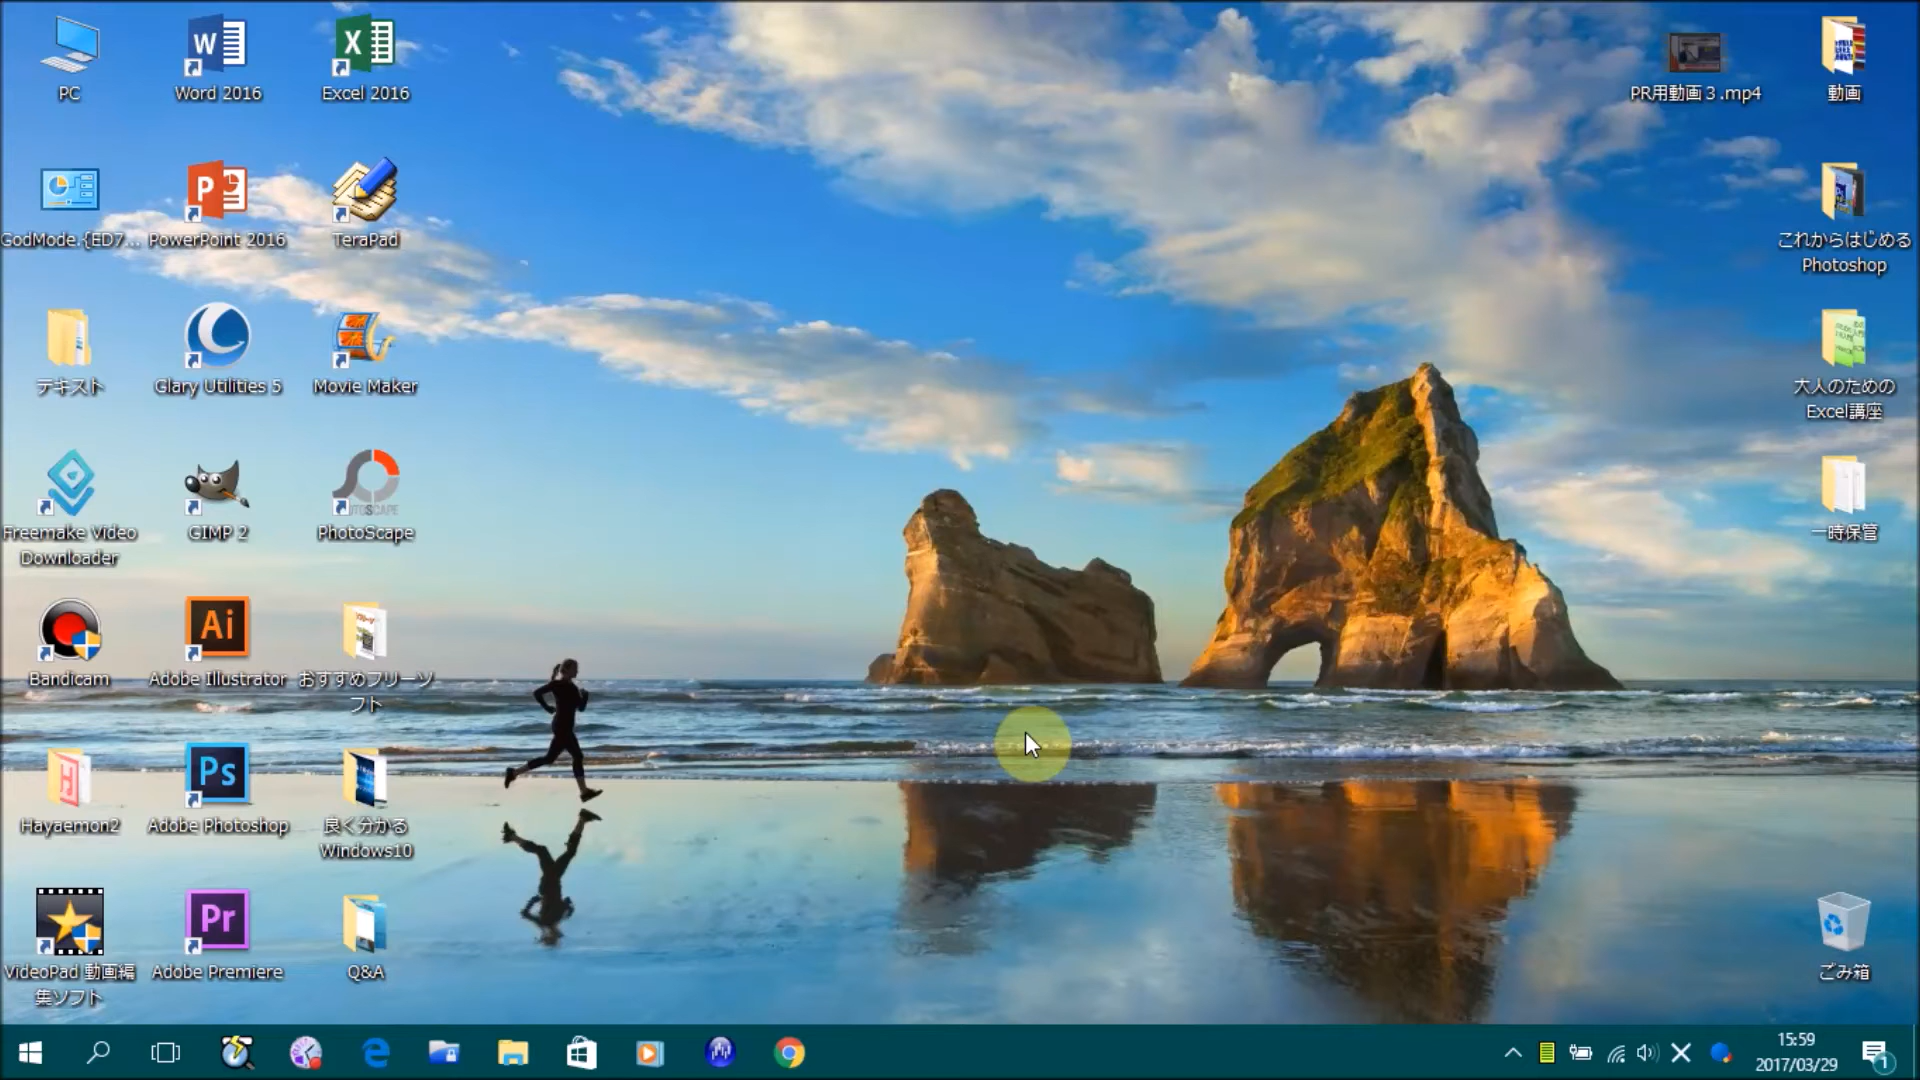 PC
Word 2016
Excel 2016
PR用動画３.mp4
動画
GodMode.{ED7...
PowerPoint 2016
TeraPad
これからはじめる
Photoshop
テキスト
Glary Utilities 5
Movie Maker
大人のための
Excel講座
Freemake Video
Downloader
GIMP 2
PhotoScape
一時保管
Bandicam
Adobe Illustrator
おすすめフリーソ
フト
Hayaemon2
Adobe Photoshop
良く分かる
Windows10
VideoPad 動画編
集ソフト
Adobe Premiere
Q&A
ごみ箱
15:59
2017/03/29
1